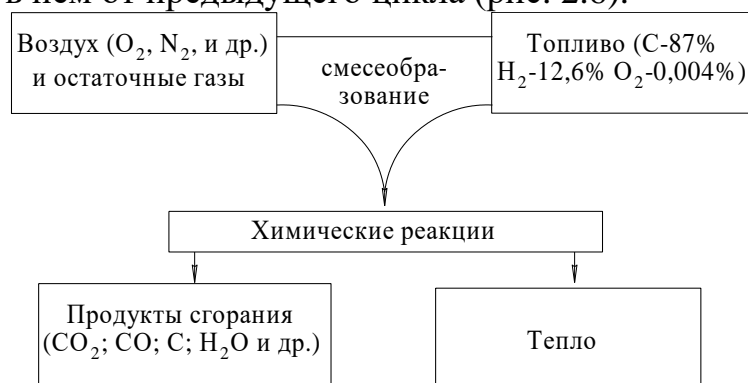 в нем от предыдущего цикла (рис. 2.8).
Воздух (O₂, N₂, и др.)
и остаточные газы
смесеобра-
зование
Топливо (С-87%
H₂-12,6% O₂-0,004%)
Химические реакции
Продукты сгорания
(CO₂; CO; C; H₂O и др.)
Тепло